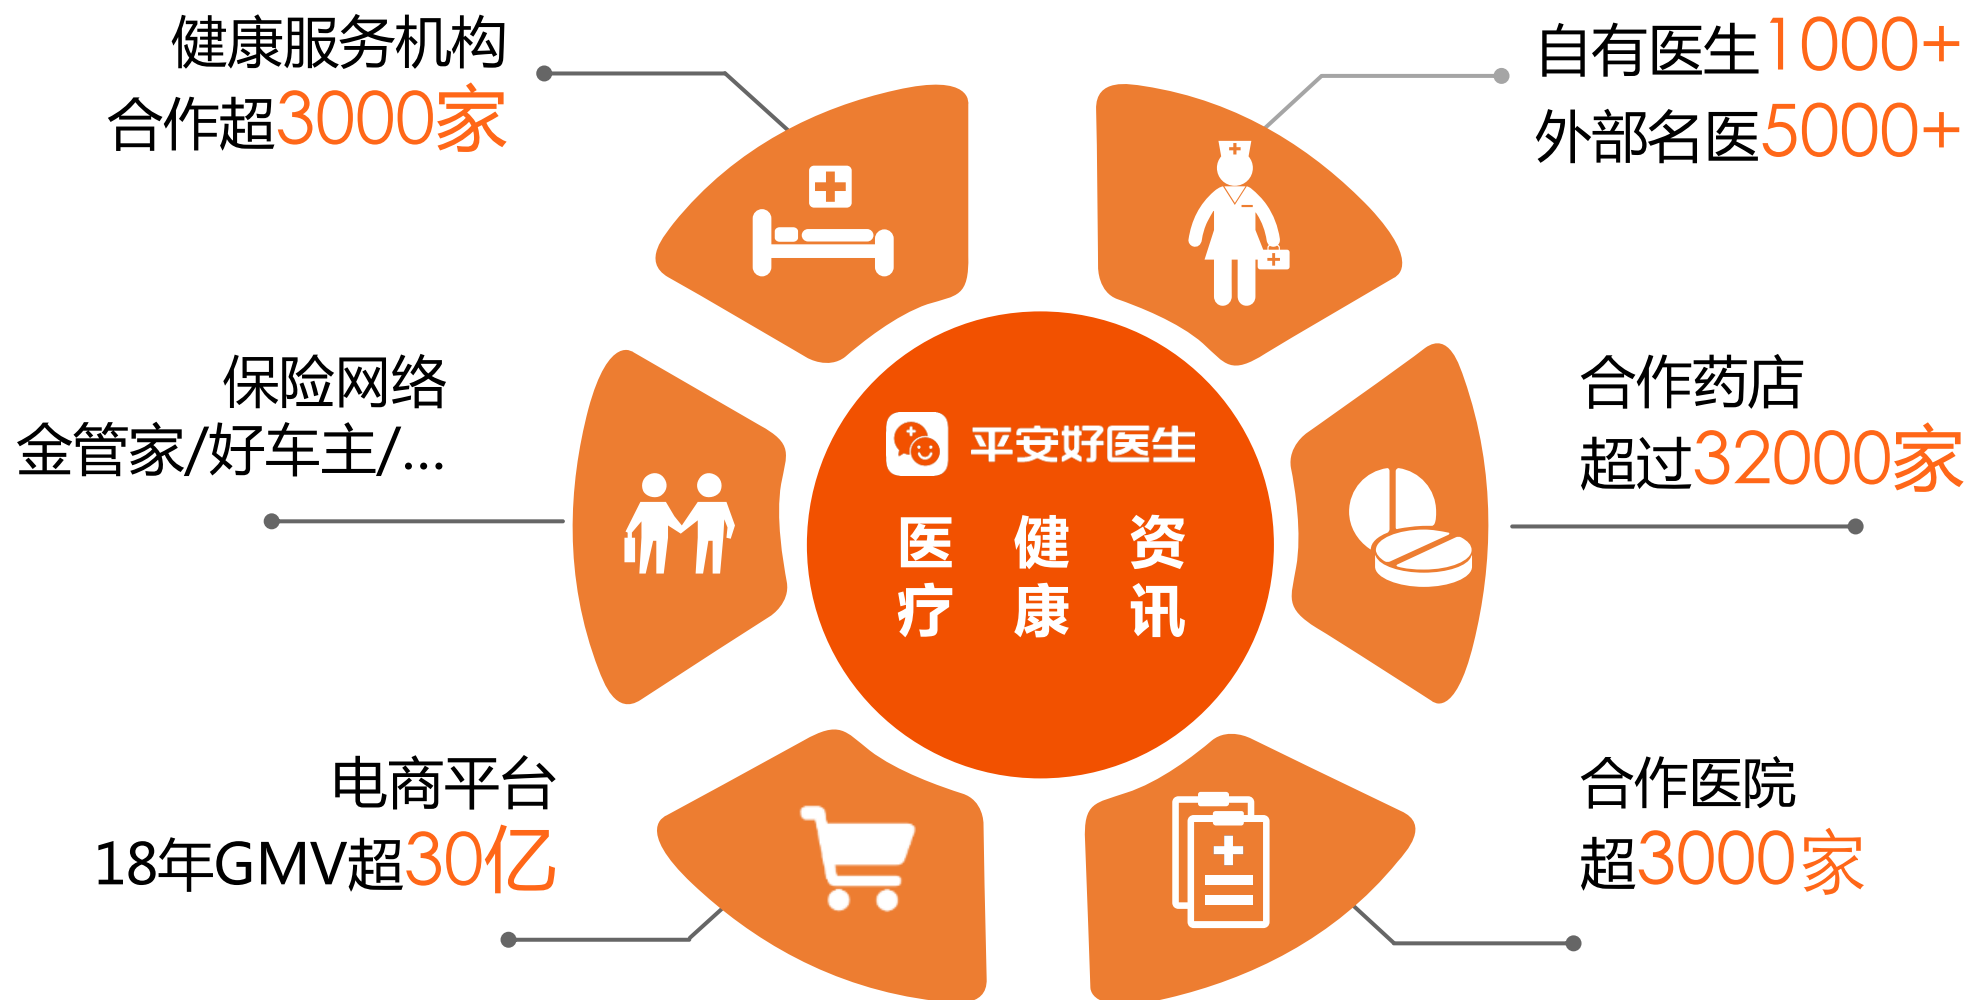 健康服务机构
合作超3000家
自有医生1000+
外部名医5000+
保险网络
金管家/好车主/...
合作药店
超过32000家
平安好医生
医疗 健康 资讯
电商平台
18年GMV超30亿
合作医院
超3000家